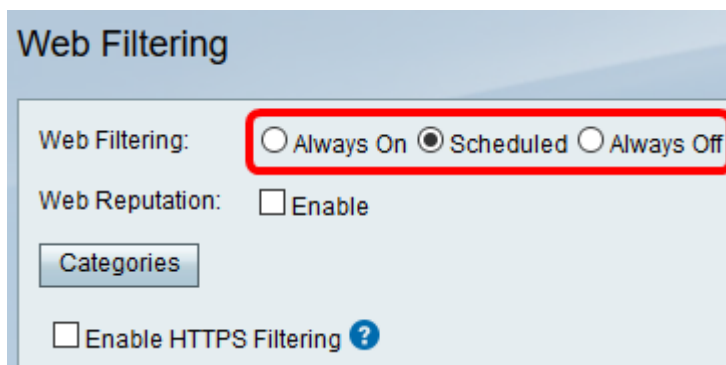 Web Filtering
Web Filtering: Always On Scheduled Always Off
Web Reputation: Enable
Categories
Enable HTTPS Filtering ?